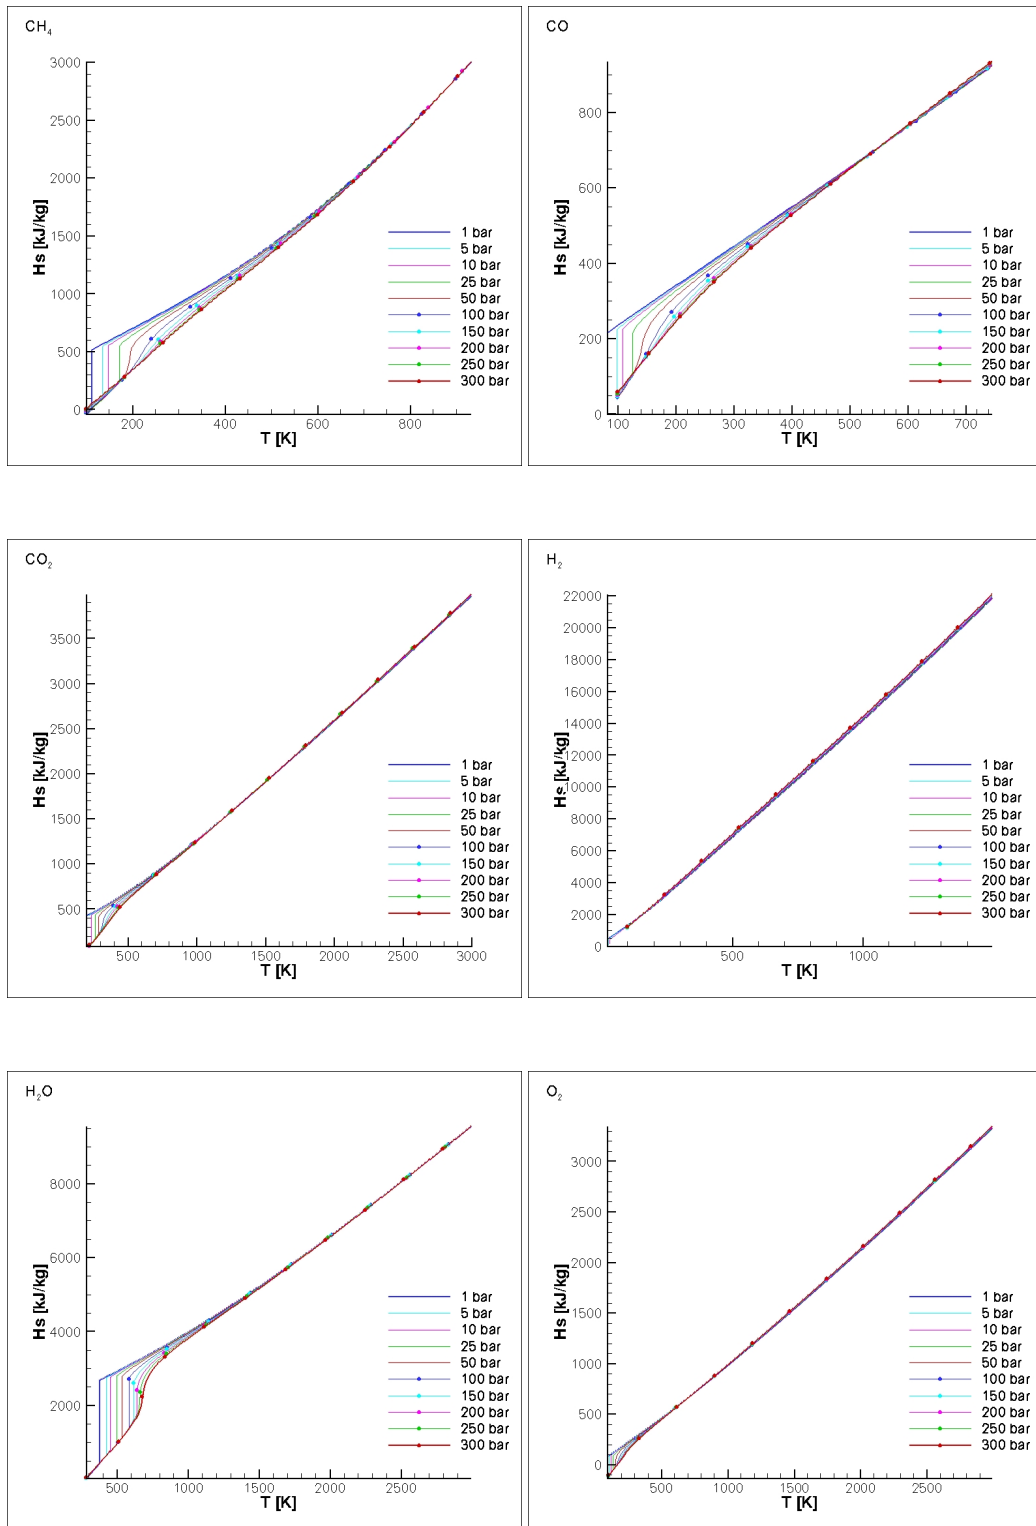 CH₄
3000
2500
2000
1500
1000
500
0
Hs [kJ/kg]
200 400 600 800
T [K]
1 bar
5 bar
10 bar
25 bar
50 bar
100 bar
150 bar
200 bar
250 bar
300 bar
CO
800
600
400
200
0
Hs [kJ/kg]
100 200 300 400 500 600 700
T [K]
1 bar
5 bar
10 bar
25 bar
50 bar
100 bar
150 bar
200 bar
250 bar
300 bar
CO₂
3500
3000
2500
2000
1500
1000
500
Hs [kJ/kg]
500 1000 1500 2000 2500 3000
T [K]
1 bar
5 bar
10 bar
25 bar
50 bar
100 bar
150 bar
200 bar
250 bar
300 bar
H₂
22000
20000
18000
16000
14000
12000
10000
8000
6000
4000
2000
0
Hs [kJ/kg]
500 1000
T [K]
1 bar
5 bar
10 bar
25 bar
50 bar
100 bar
150 bar
200 bar
250 bar
300 bar
H₂O
8000
6000
4000
2000
Hs [kJ/kg]
500 1000 1500 2000 2500
T [K]
1 bar
5 bar
10 bar
25 bar
50 bar
100 bar
150 bar
200 bar
250 bar
300 bar
O₂
3000
2500
2000
1500
1000
500
0
Hs [kJ/kg]
500 1000 1500 2000 2500
T [K]
1 bar
5 bar
10 bar
25 bar
50 bar
100 bar
150 bar
200 bar
250 bar
300 bar